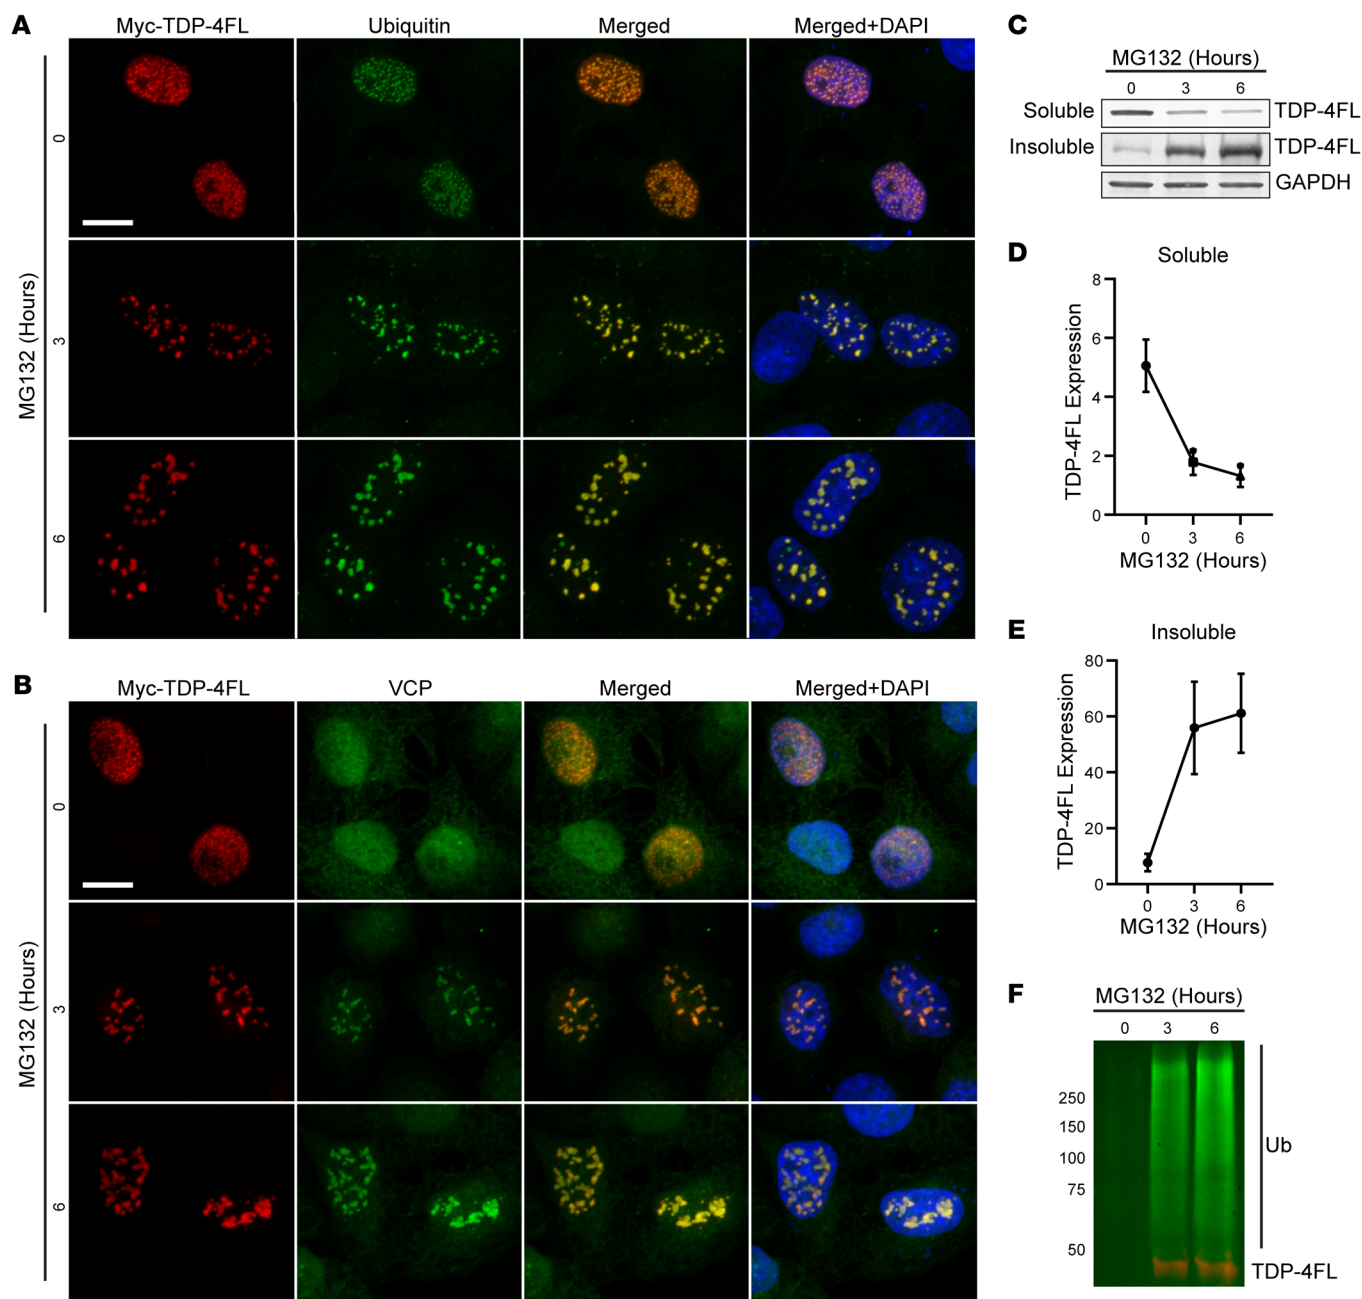 A
Myc-TDP-4FL Ubiquitin Merged Merged+DAPI
MG132 (Hours)
0
3
6
B
Myc-TDP-4FL VCP Merged Merged+DAPI
MG132 (Hours)
0
3
6
C
MG132 (Hours)
0 3 6
Soluble TDP-4FL
Insoluble TDP-4FL
GAPDH
D
Soluble
TDP-4FL Expression
8
6
4
2
0
0 3 6
MG132 (Hours)
E
Insoluble
TDP-4FL Expression
80
60
40
20
0
0 3 6
MG132 (Hours)
F
MG132 (Hours)
0 3 6
250
150
100
75
50
Ub
TDP-4FL